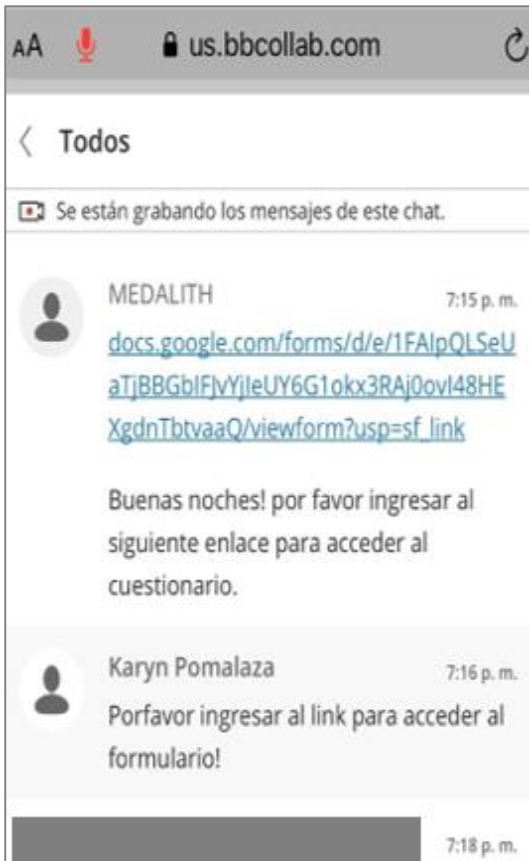 AA us.bbcollab.com
Todos
Se están grabando los mensajes de este chat.
MEDALITH 7:15 p. m.
docs.google.com/forms/d/e/1FAIpQLSeU
aTjBBGbIFJvYjIeUY6G1okx3RAj0ovI48HE
XgdnTbtvaaQ/viewform?usp=sf_link
Buenas noches! por favor ingresar al
siguiente enlace para acceder al
cuestionario.
Karyn Pomalaza 7:16 p. m.
Porfavor ingresar al link para acceder al
formulario!
7:18 p. m.